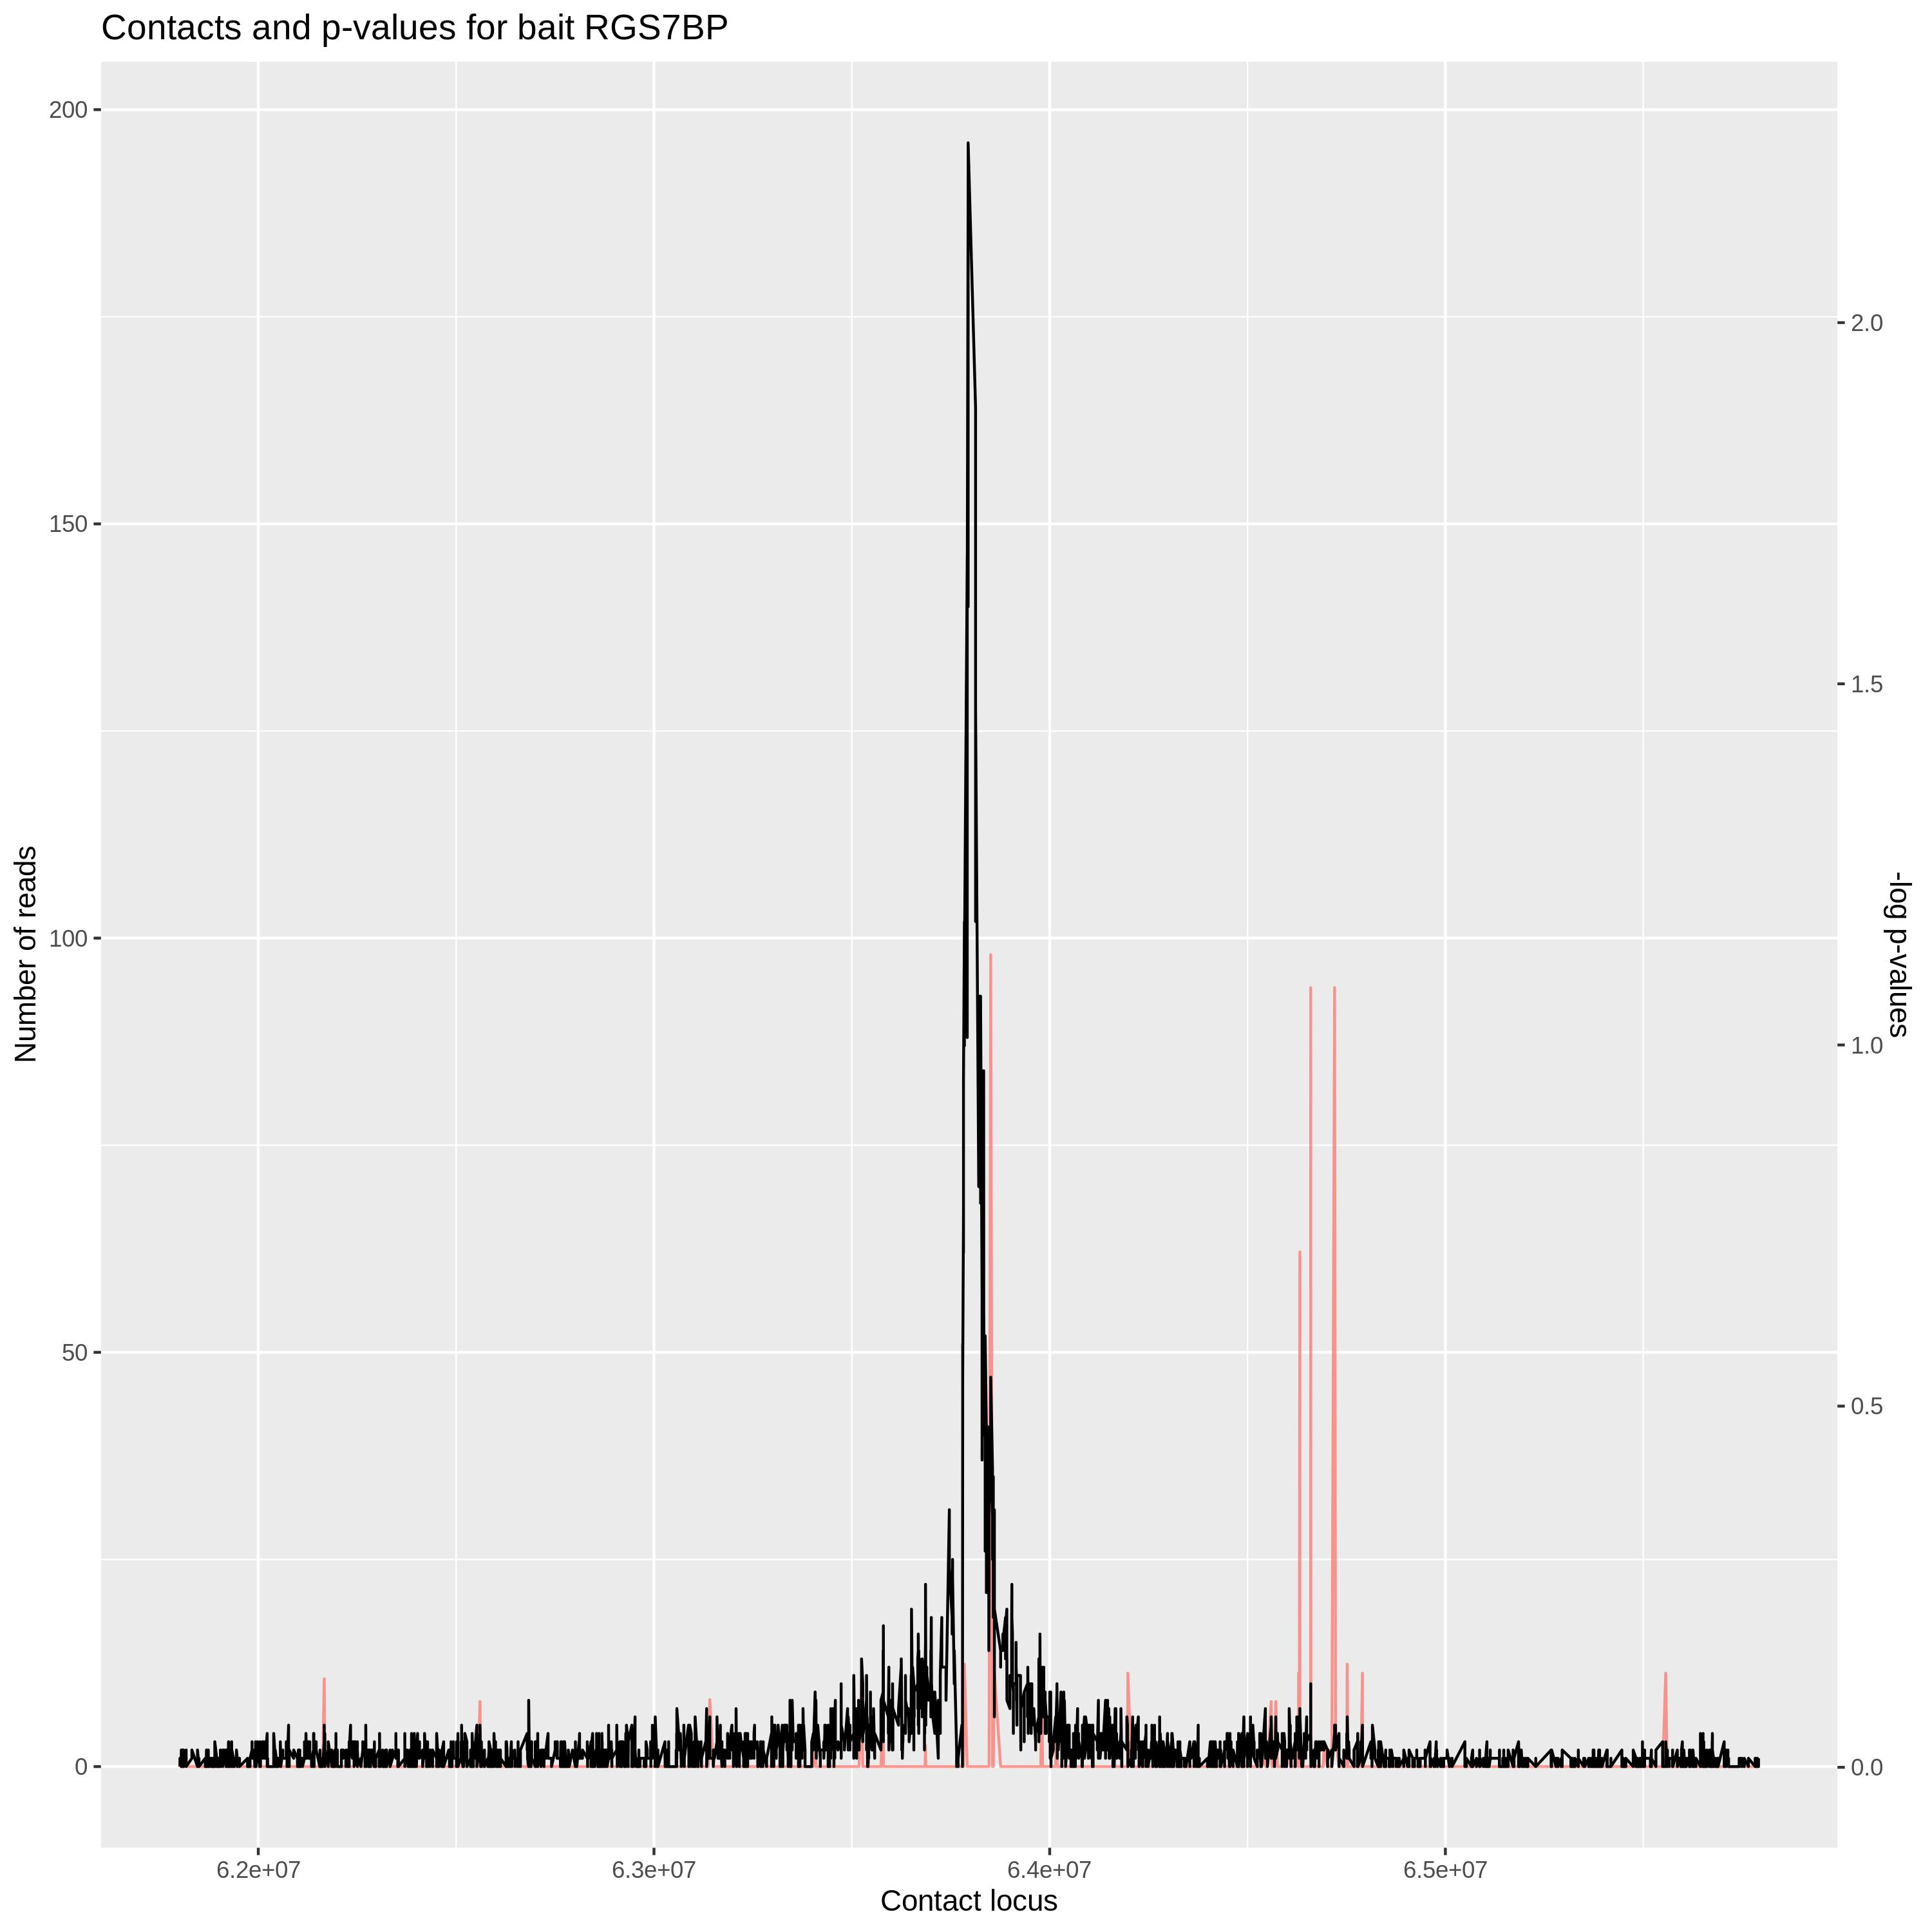 Contacts and p-values for bait RGS7BP
200
150
100
50
0
Number of reads
2.0
1.5
1.0
0.5
0.0
-log p-values
6.2e+07
6.3e+07
6.4e+07
6.5e+07
Contact locus